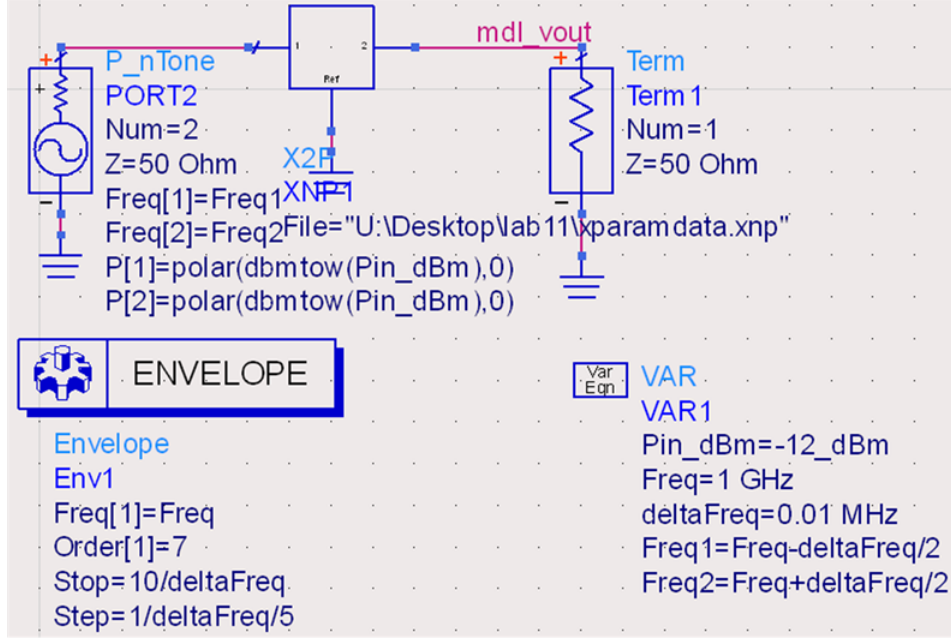 mdl_vout
+
+
+
1
2
Ref
P_nTone
PORT2
Num=2
Z=50 Ohm
Freq[1]=Freq1
Freq[2]=Freq2
P[1]=polar(dbmtow(Pin_dBm),0)
P[2]=polar(dbmtow(Pin_dBm),0)
X2P
XNP1
File="U:\Desktop\lab11\xparamdata.xnp"
Term
Term1
Num=1
Z=50 Ohm
ENVELOPE
Envelope
Env1
Freq[1]=Freq
Order[1]=7
Stop=10/deltaFreq
Step=1/deltaFreq/5
Var
Eqn
VAR
VAR1
Pin_dBm=-12_dBm
Freq=1 GHz
deltaFreq=0.01 MHz
Freq1=Freq-deltaFreq/2
Freq2=Freq+deltaFreq/2